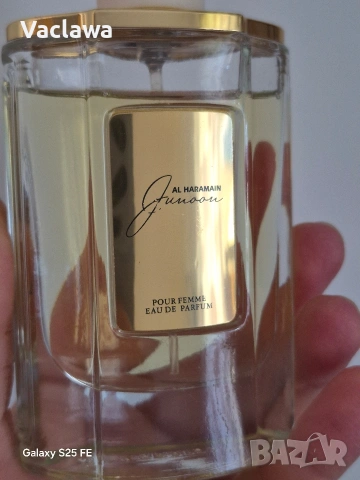 Vaclawa
AL HARAMAIN
Junoon
POUR FEMME
EAU DE PARFUM
Galaxy S25 FE
BAZAR